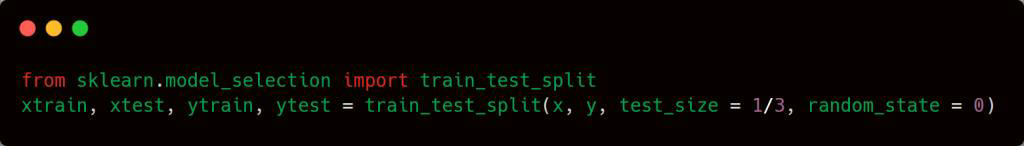 from sklearn.model_selection import train_test_split
xtrain, xtest, ytrain, ytest = train_test_split(x, y, test_size = 1/3, random_state = 0)